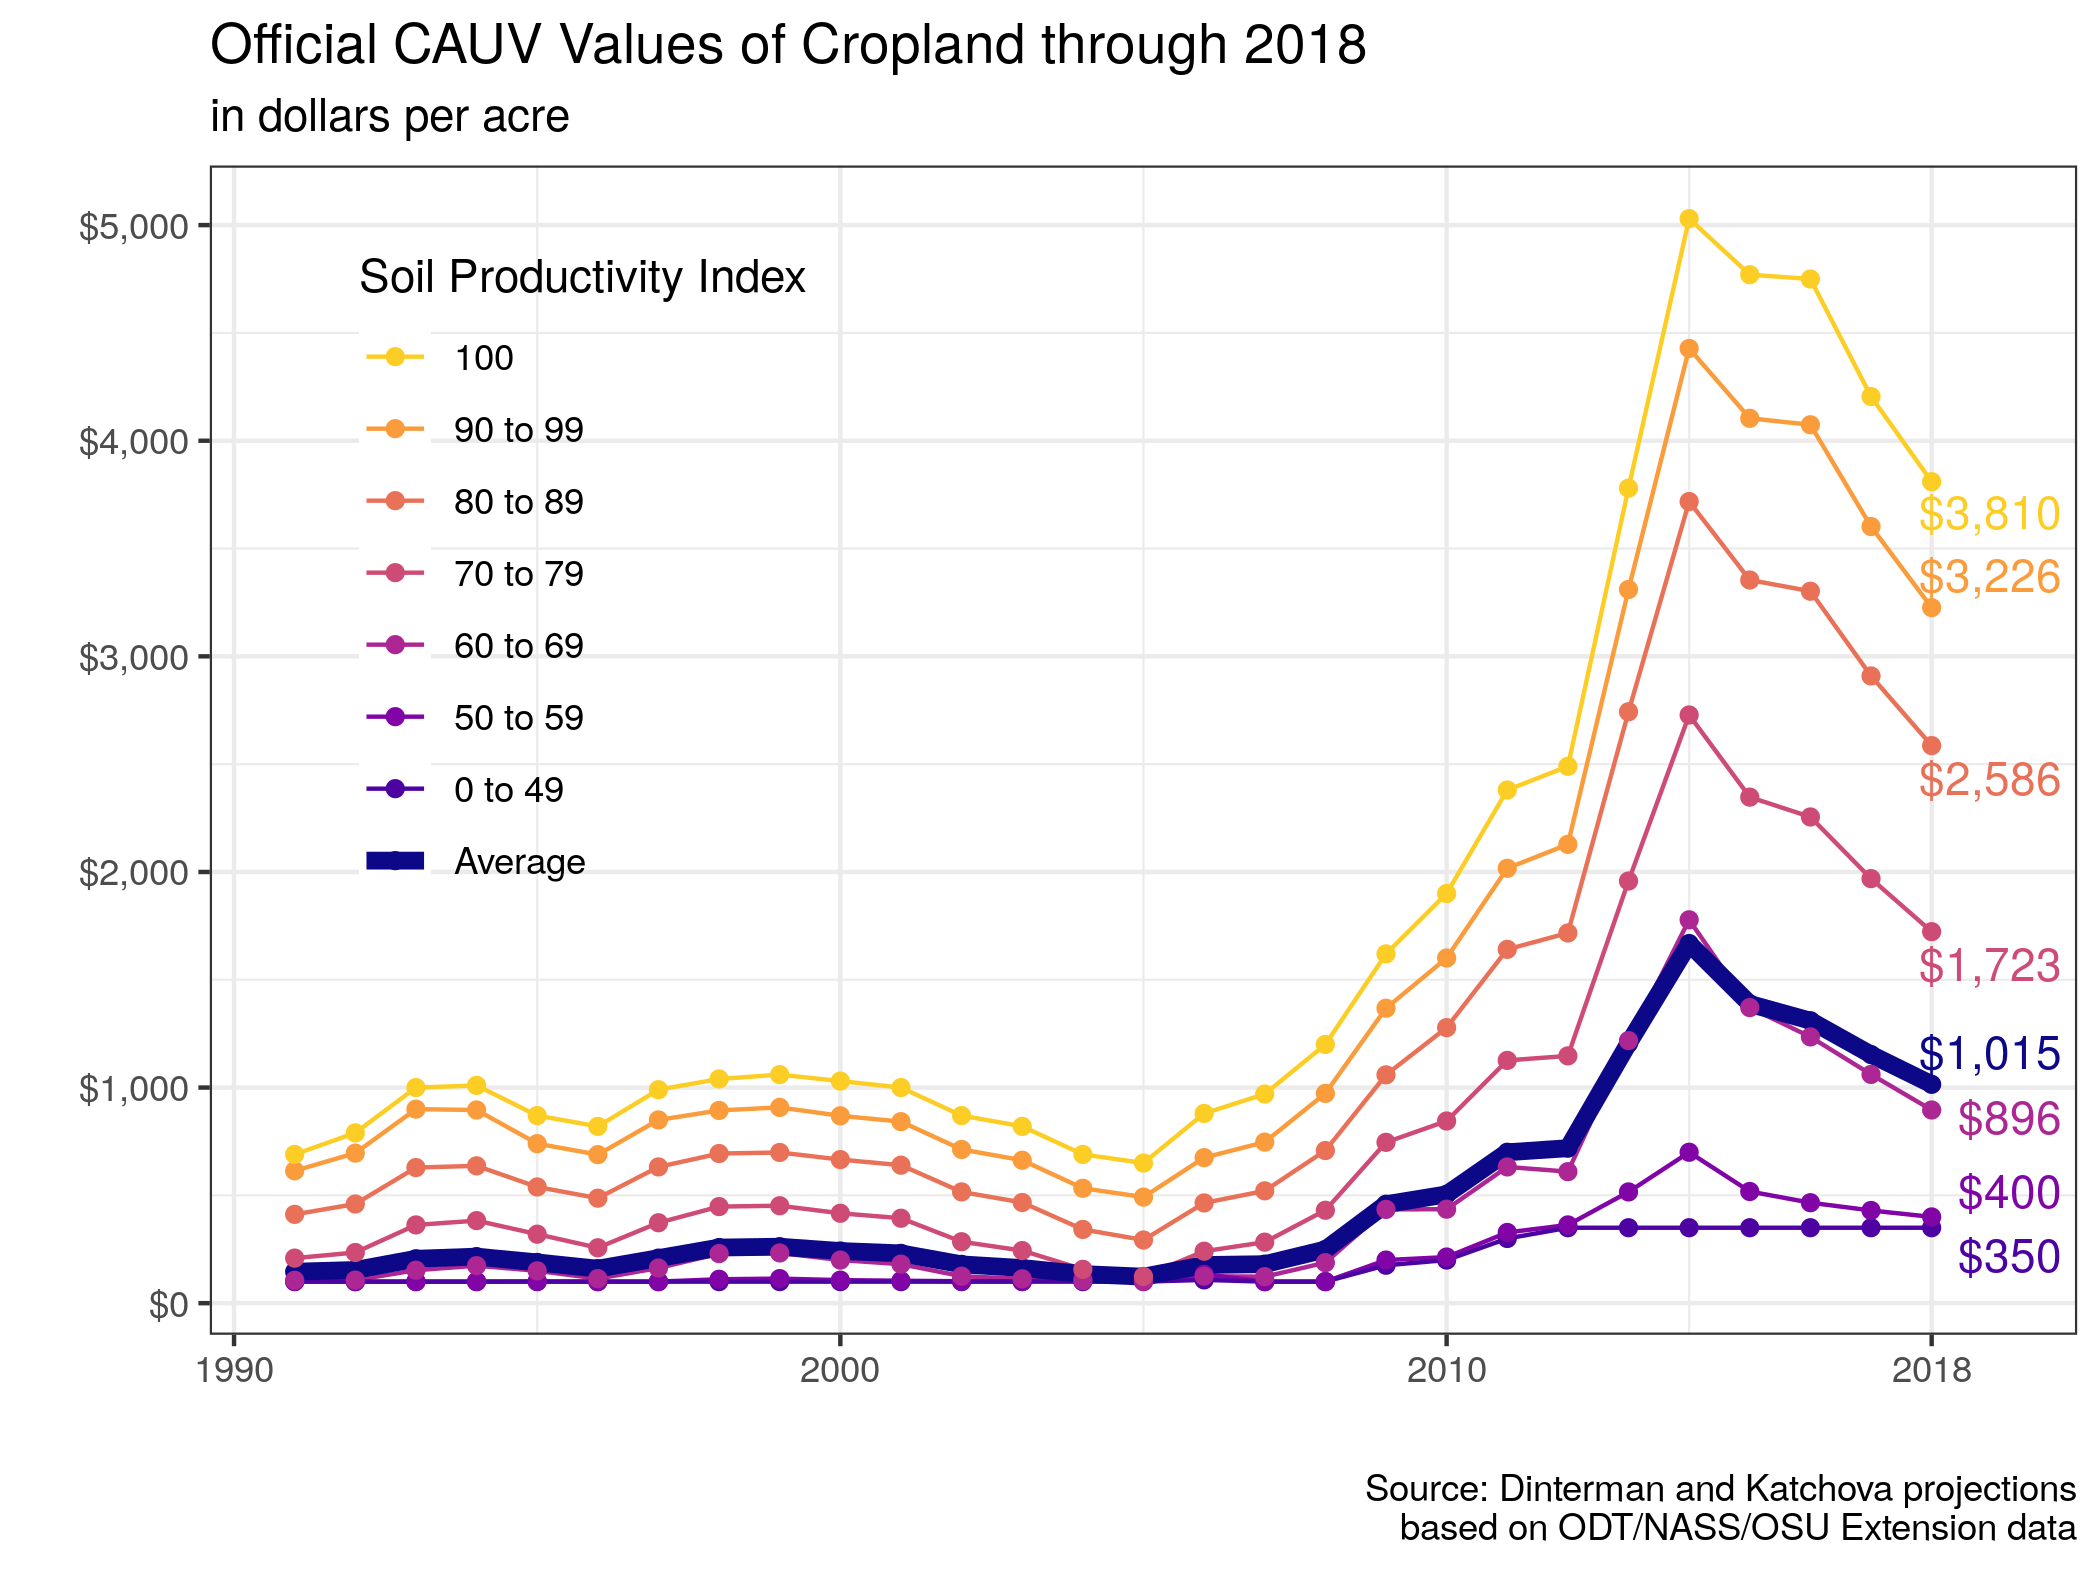 Official CAUV Values of Cropland through 2018
in dollars per acre
$5,000
$4,000
$3,000
$2,000
$1,000
$0
Soil Productivity Index
100
90 to 99
80 to 89
70 to 79
60 to 69
50 to 59
0 to 49
Average
$3,810
$3,226
$2,586
$1,723
$1,015
$896
$400
$350
1990
2000
2010
2018
Source: Dinterman and Katchova projections
based on ODT/NASS/OSU Extension data